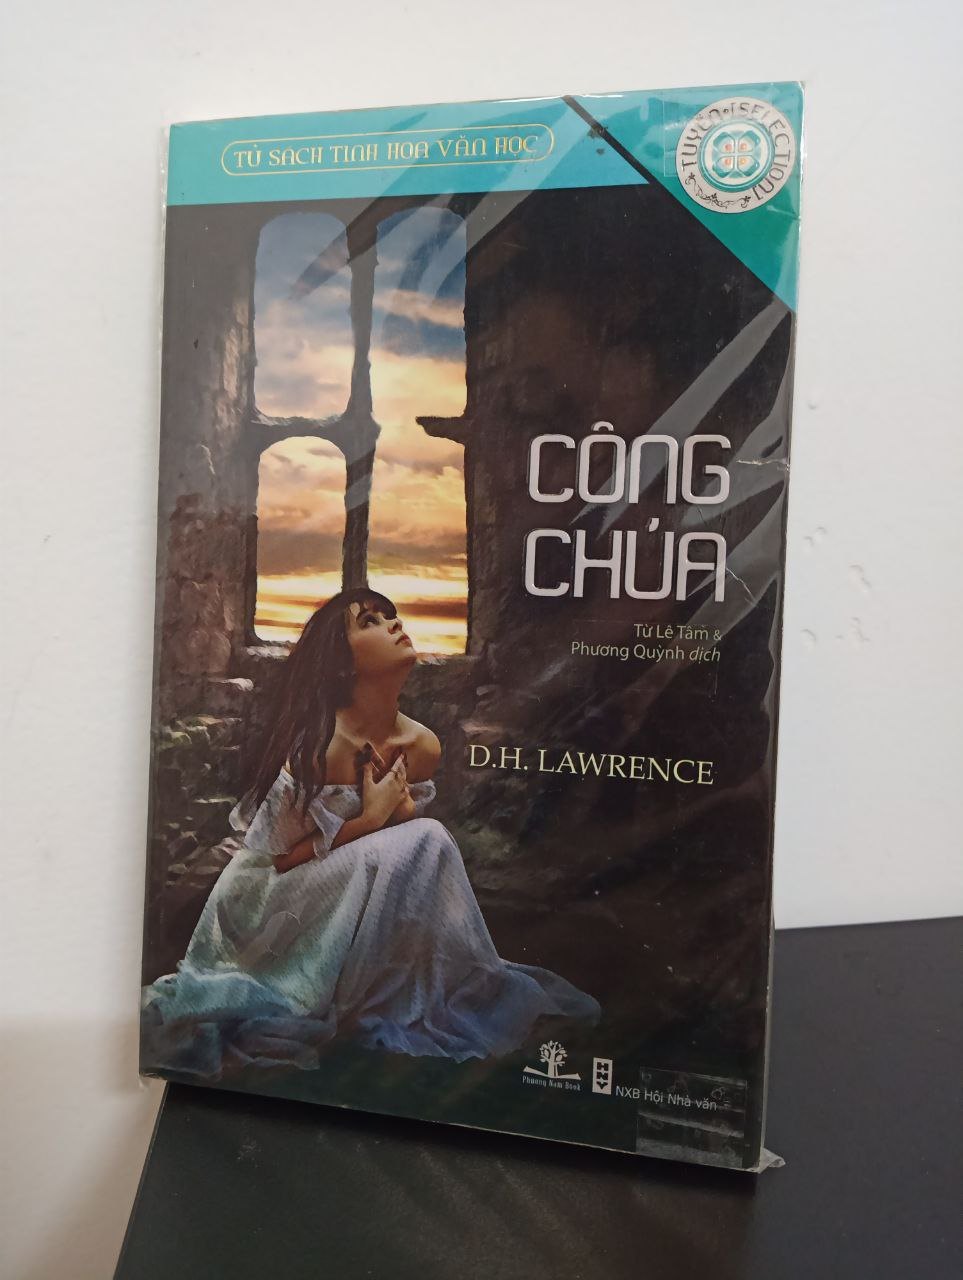 TỦ SÁCH TINH HOA VĂN HỌC
TUYỂN [SELECTION]
CÔNG
CHÚA
Từ Lê Tâm &
Phương Quỳnh dịch
D.H. LAWRENCE
Phuong Nam Book
HNV
NXB Hội Nhà văn